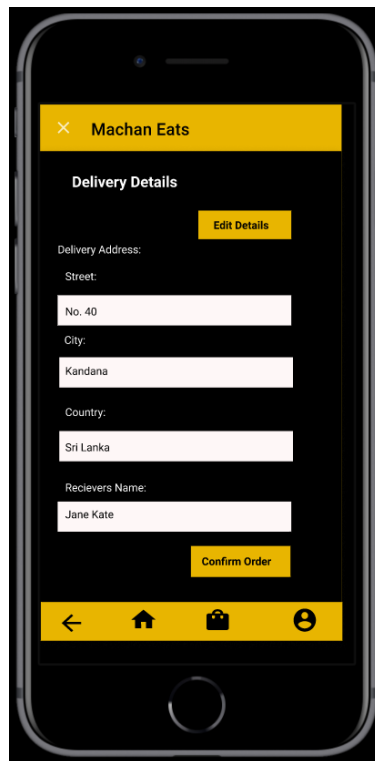 Machan Eats
Delivery Details
Edit Details
Delivery Address:
Street:
No. 40
City:
Kandana
Country:
Sri Lanka
Recievers Name:
Jane Kate
Confirm Order